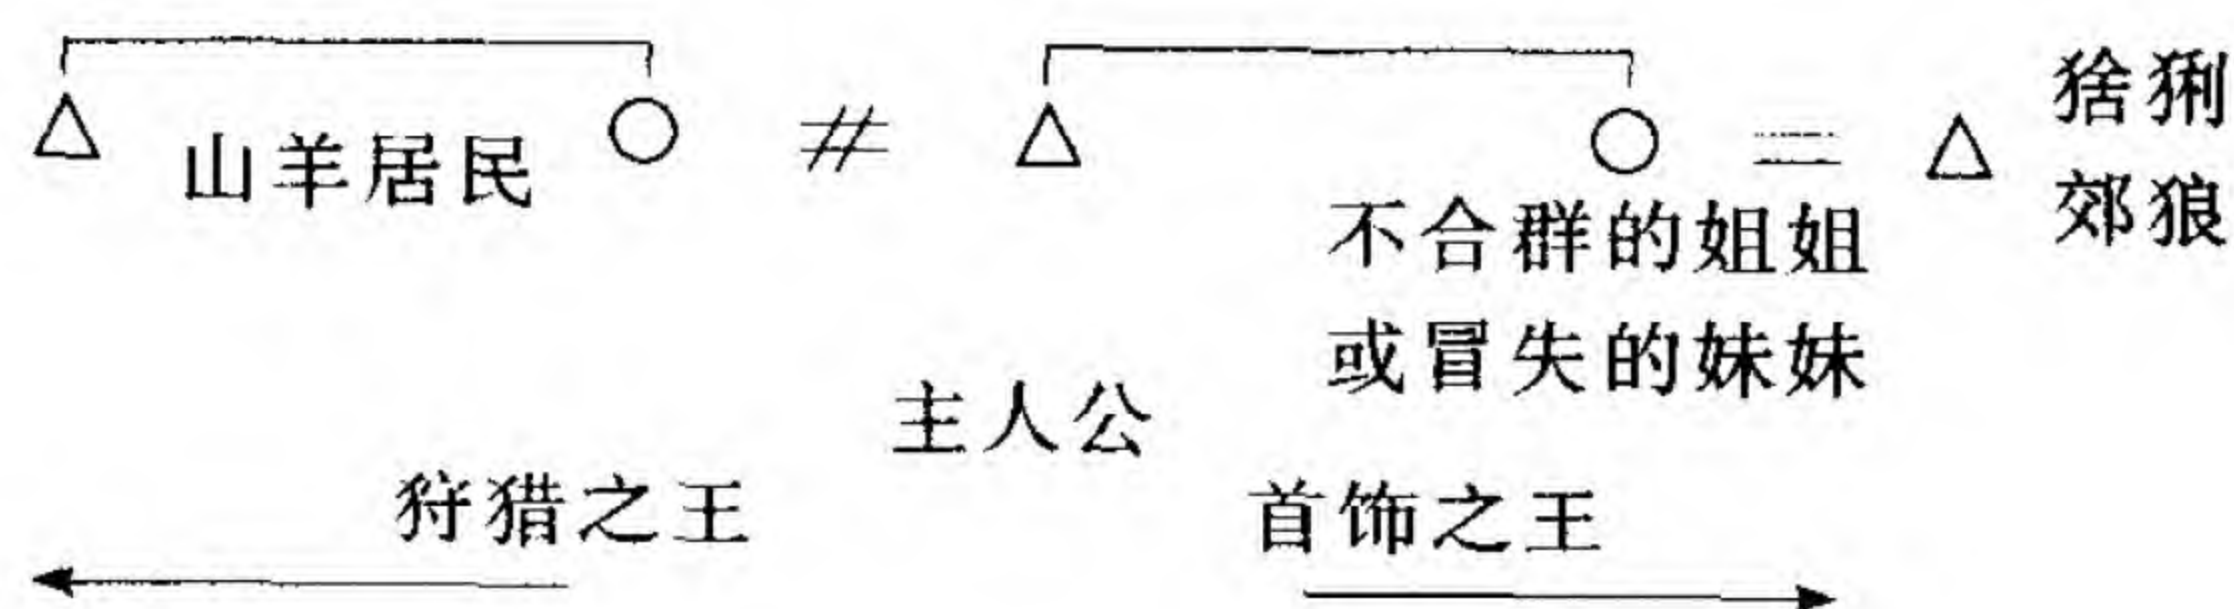 山羊居民
猞猁
郊狼
不合群的姐姐
或冒失的妹妹
主人公
狩猎之王
首饰之王